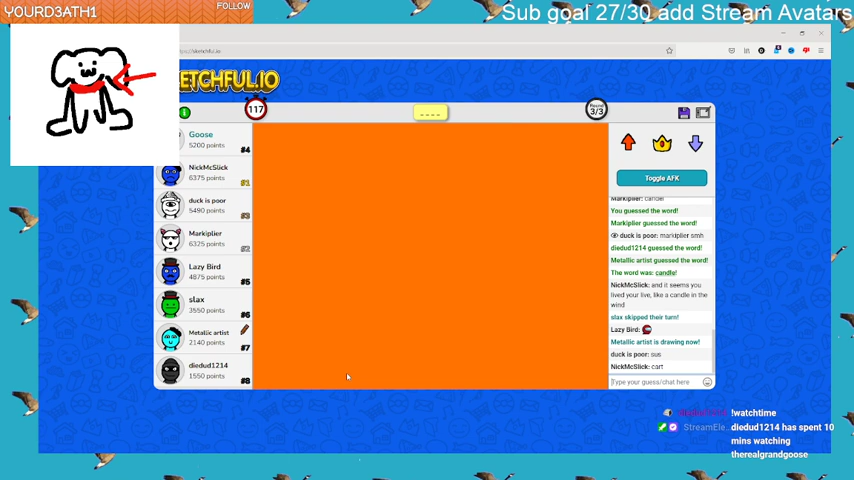 YOURD3ATH1
FOLLOW
Sub goal 27/30 add Stream Avatars
sketchful.io
ETCHFUL.IO
117
_ _ _ _
Round
3/3
Goose
5200 points
#4
NickMcSlick
6375 points
#1
duck is poor
5490 points
#3
Markiplier
6325 points
#2
Lazy Bird
4875 points
#5
slax
3550 points
#6
Metallic artist
2140 points
#7
diedud1214
1550 points
#8
Toggle AFK
Markiplier: candel
You guessed the word!
Markiplier guessed the word!
duck is poor: markiplier smh
diedud1214 guessed the word!
Metallic artist guessed the word!
The word was: candle!
NickMcSlick: and it seems you
lived your live, like a candle in the
wind
slax skipped their turn!
Lazy Bird:
Metallic artist is drawing now!
duck is poor: sus
NickMcSlick: cart
Type your guess/chat here
!watchtime
StreamEle..
diedud1214 has spent 10
mins watching
therealgrandgoose